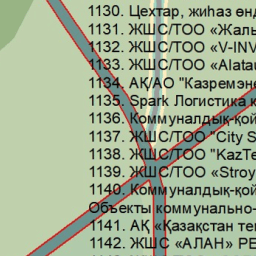 1130. Цехтар, жиһаз өнд
1131. ЖШС/ТОО «Жаль
1132. ЖШС/ТОО "V-INV
1133. ЖШС/ТОО «Alatau
1134. АҚ/АО "Казремэне
1135. Spark Логистика к
1136. Коммуналдық-қой
1137. ЖШС/ТОО "City S
1138. ЖШС/ТОО "KazTe
1139. ЖШС/ТОО «Stroy
1140. Коммуналдық-қой
Объекты коммунально-
1141. АҚ «Қазақстан те
1142. ЖШС «АЛАН» РЕ